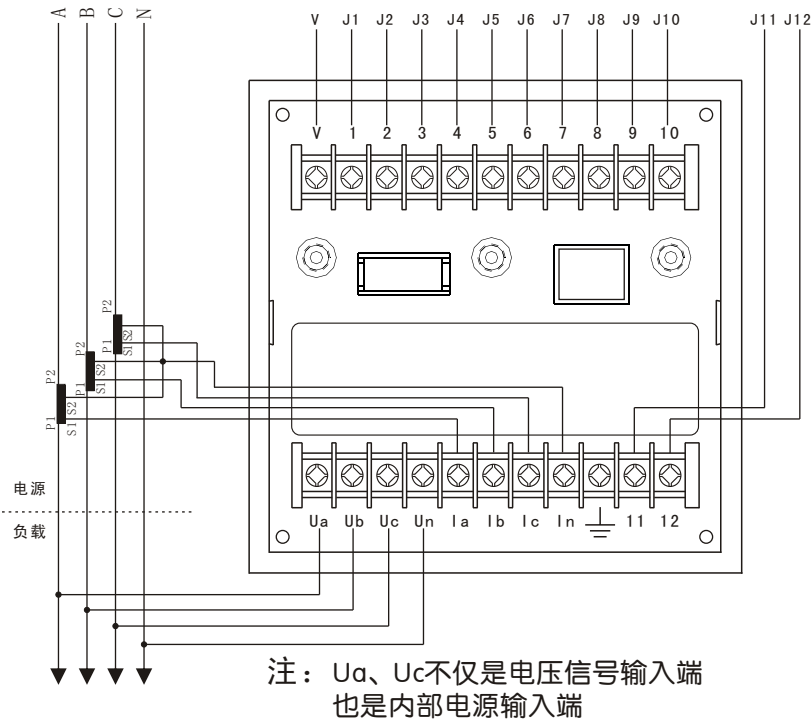 A B C N V J1 J2 J3 J4 J5 J6 J7 J8 J9 J10 J11 J12
V 1 2 3 4 5 6 7 8 9 10
P2
P1 S1 S2
P2
P1 S1 S2
P2
P1 S1 S2
电源
负载
Ua Ub Uc Un Ia Ib Ic In 11 12
注：Ua、Uc不仅是电压信号输入端
也是内部电源输入端